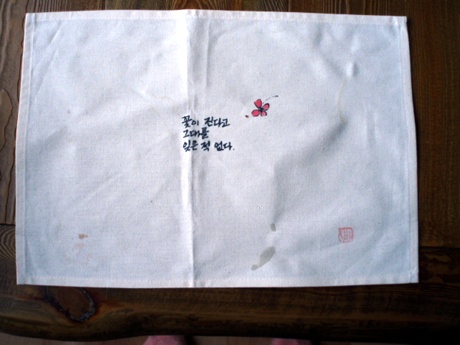 꽃이 진다고
그대를
잊은 적 없다.